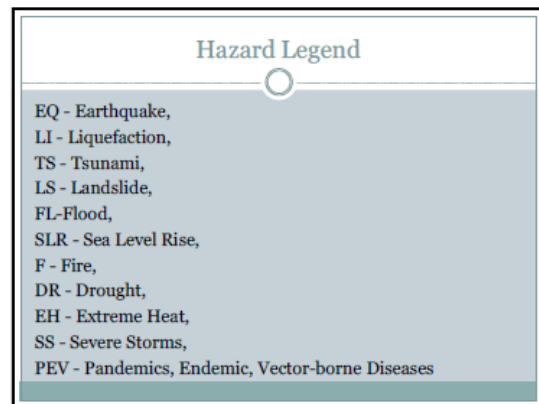 Hazard Legend
EQ - Earthquake,
LI - Liquefaction,
TS - Tsunami,
LS - Landslide,
FL-Flood,
SLR - Sea Level Rise,
F - Fire,
DR - Drought,
EH - Extreme Heat,
SS - Severe Storms,
PEV - Pandemics, Endemic, Vector-borne Diseases